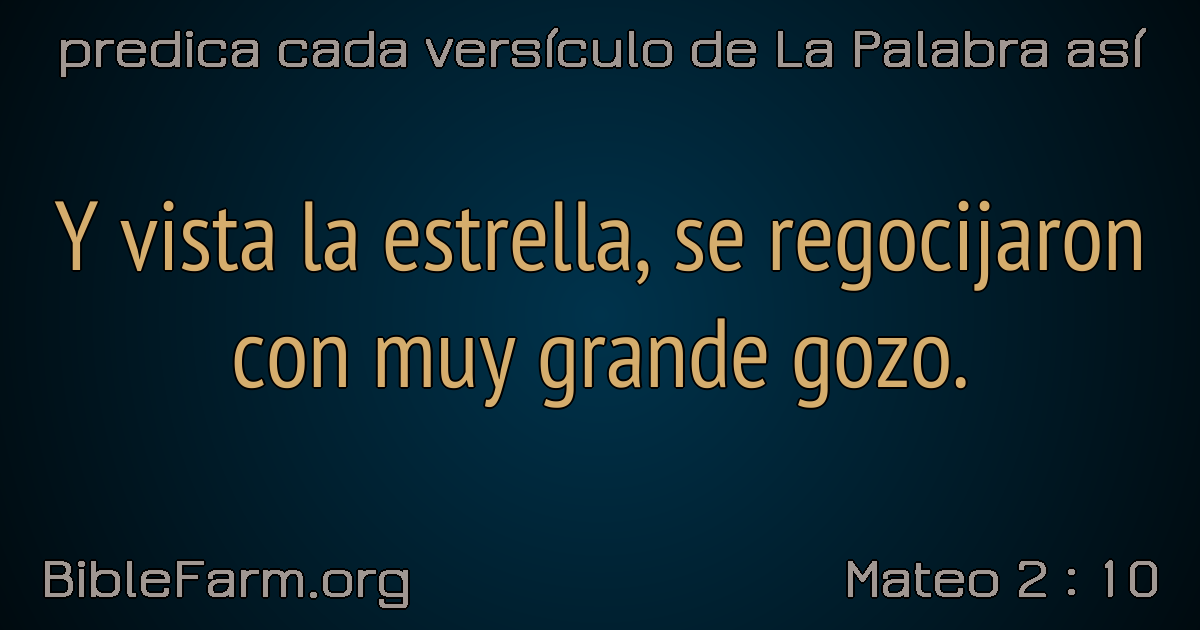 predica cada versículo de La Palabra así
Y vista la estrella, se regocijaron
con muy grande gozo.
BibleFarm.org
Mateo 2 : 10